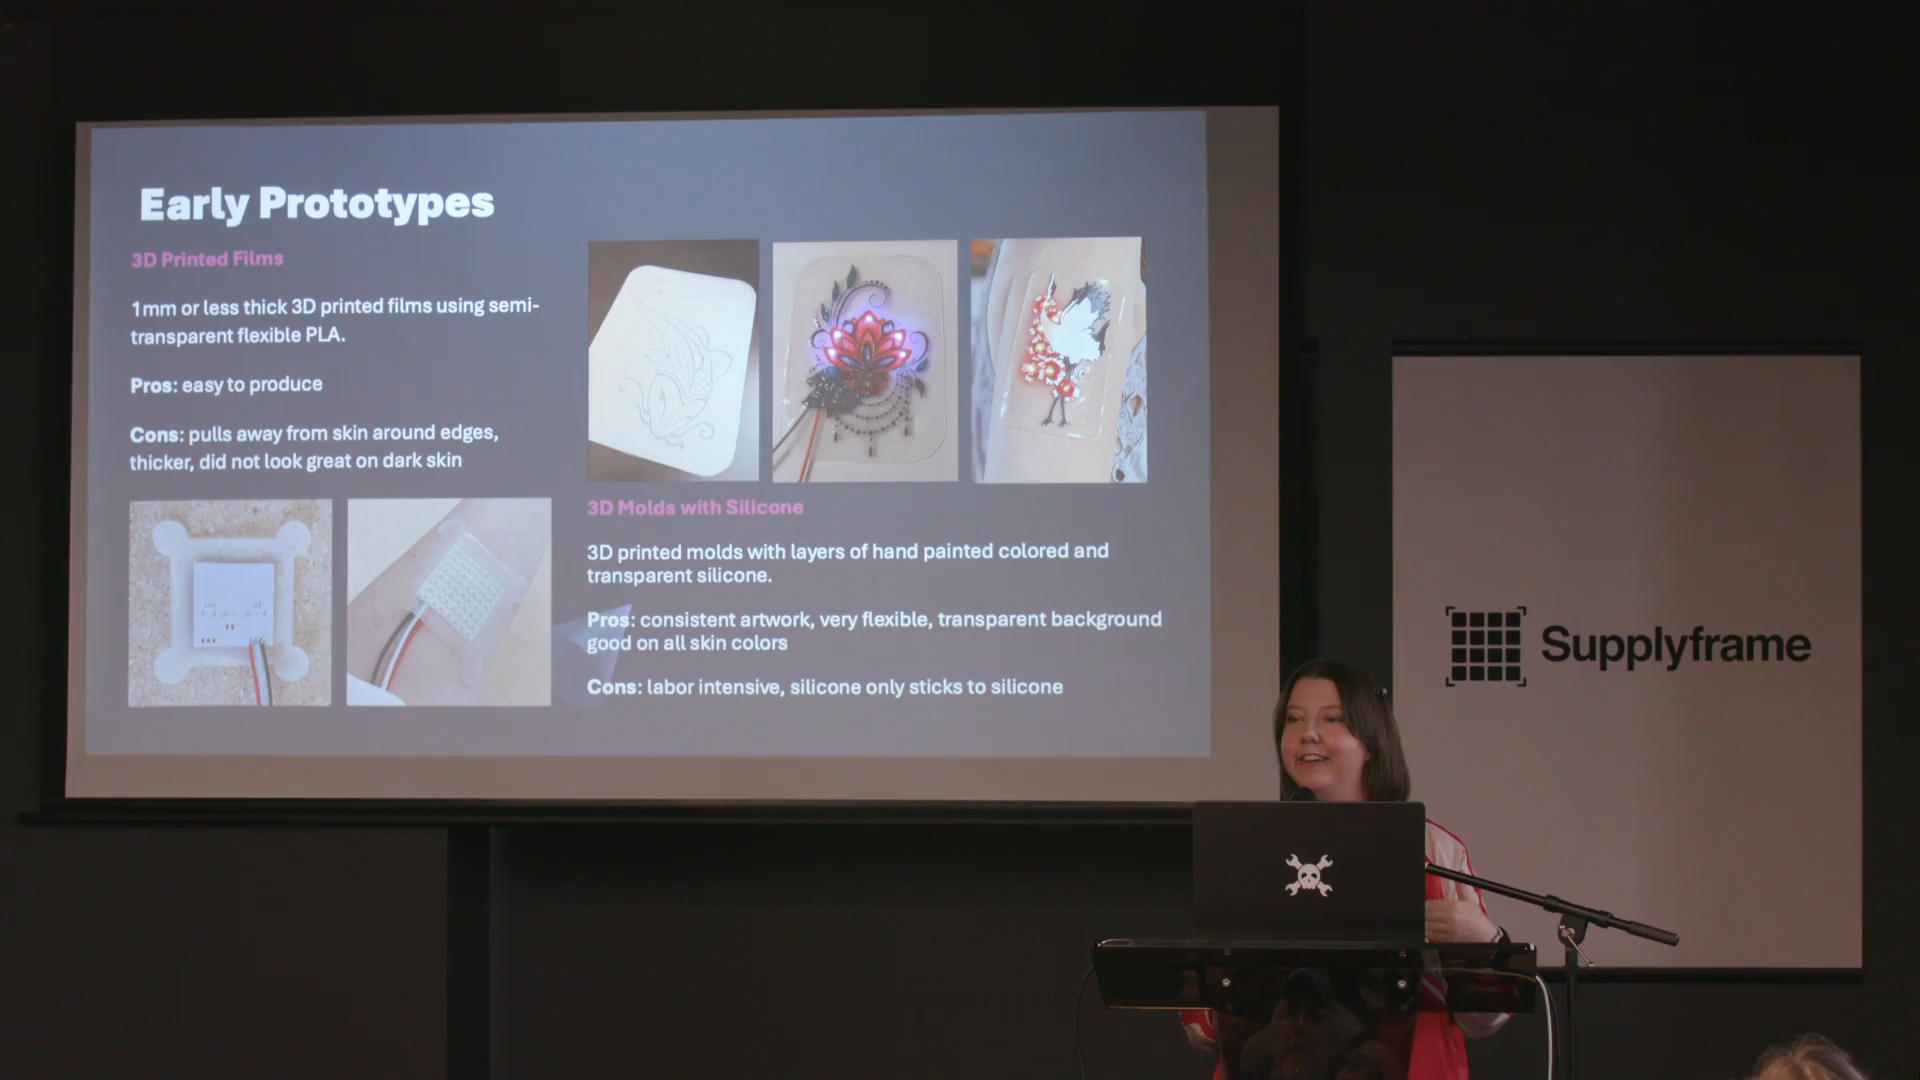 Early Prototypes
3D Printed Films
1mm or less thick 3D printed films using semi-
transparent flexible PLA.
Pros: easy to produce
Cons: pulls away from skin around edges,
thicker, did not look great on dark skin
3D Molds with Silicone
3D printed molds with layers of hand painted colored and
transparent silicone.
Pros: consistent artwork, very flexible, transparent background
good on all skin colors
Cons: labor intensive, silicone only sticks to silicone
Supplyframe